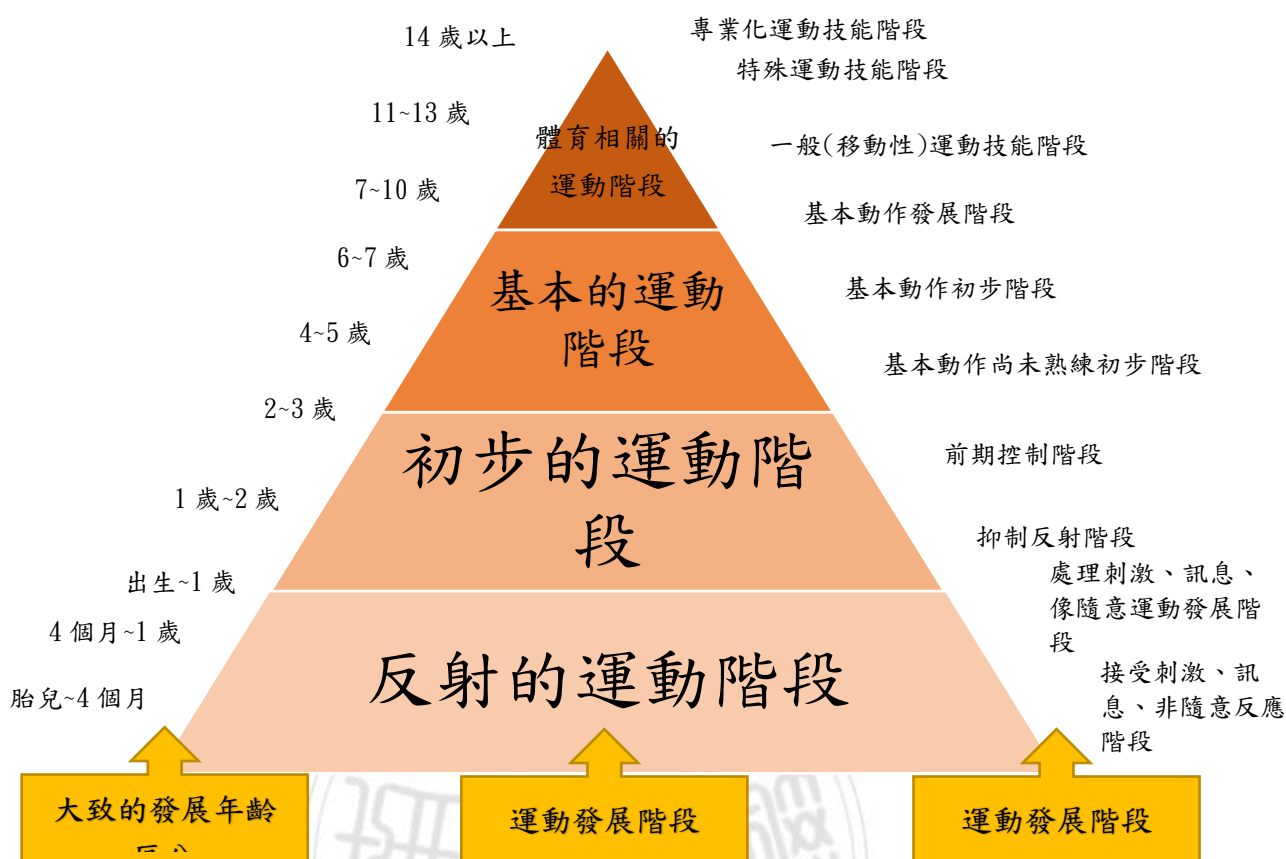 14 歲以上
專業化運動技能階段
特殊運動技能階段
11~13 歲
體育相關的
運動階段
一般(移動性)運動技能階段
7~10 歲
基本動作發展階段
6~7 歲
基本的運動
階段
基本動作初步階段
4~5 歲
基本動作尚未熟練初步階段
2~3 歲
初步的運動階
段
前期控制階段
1 歲~2 歲
抑制反射階段
出生~1 歲
處理刺激、訊息、
像隨意運動發展階
段
4 個月~1 歲
反射的運動階段
胎兒~4 個月
接受刺激、訊
息、非隨意反應
階段
大致的發展年齡
運動發展階段
運動發展階段